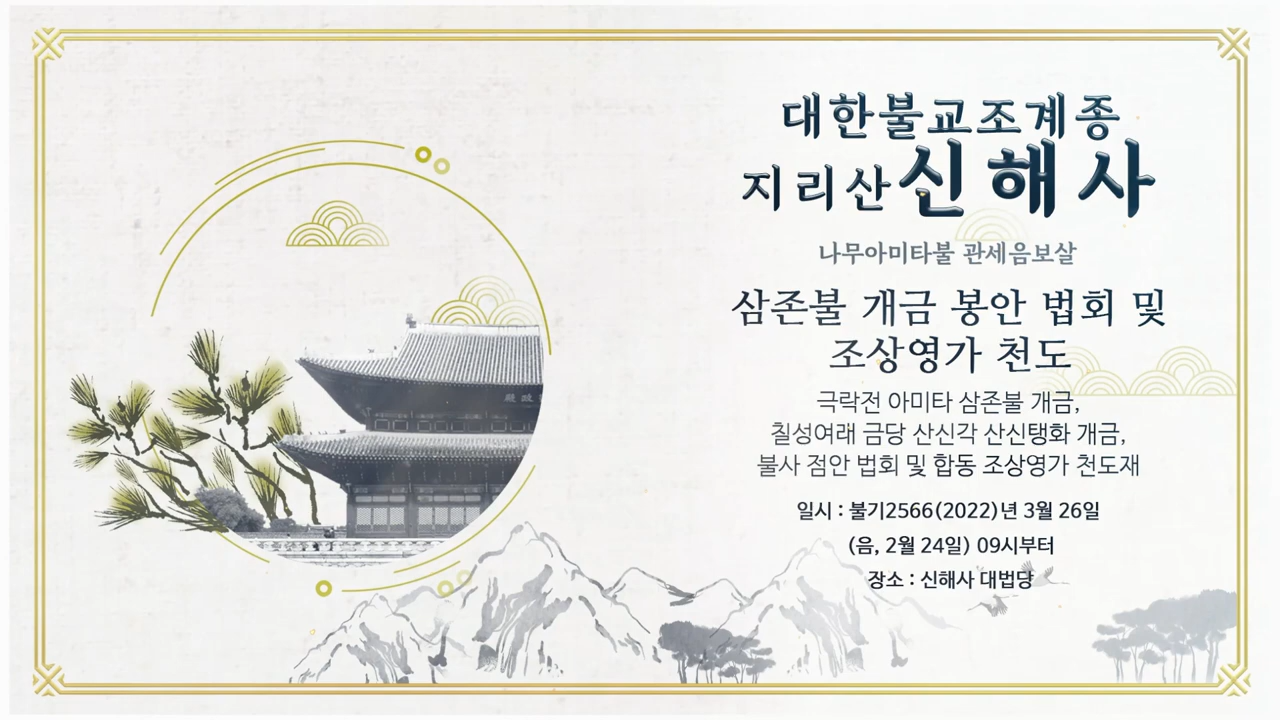 대한불교조계종
지리산 신해사
나무아미타불 관세음보살
삼존불 개금 봉안 법회 및
조상영가 천도
극락전 아미타 삼존불 개금,
칠성여래 금당 산신각 산신탱화 개금,
불사 점안 법회 및 합동 조상영가 천도재
일시 : 불기2566(2022)년 3월 26일
(음, 2월 24일) 09시부터
장소 : 신해사 대법당